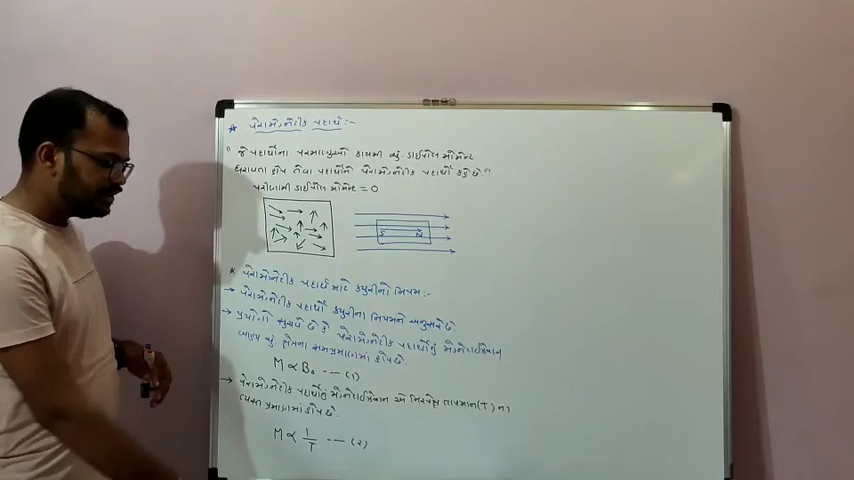 * પેરામેગ્નેટીક પદાર્થ :-
" જે પદાર્થોના પરમાણુઓ કાયમી ચું. ડાઈપોલ મોમેન્ટ
ધરાવતા હોય તેવા પદાર્થોને પેરામેગ્નેટીક પદાર્થો કહે છે. "
પરિણામી ડાઈપોલ મોમેન્ટ = 0
S N
* પેરામેગ્નેટીક પદાર્થ માટે ક્યુરીનો નિયમ :-
→ પેરામેગ્નેટીક પદાર્થો ક્યુરીના નિયમને અનુસરે છે.
→ પ્રયોગો સુચવે છે કે પેરામેગ્નેટીક પદાર્થોનું મેગ્નેટાઈઝેશન
બાહ્ય ચું. ક્ષેત્રના સમપ્રમાણમાં હોય છે.
M ∝ B₀ --- (1)
→ પેરામેગ્નેટીક પદાર્થોનું મેગ્નેટાઈઝેશન એ નિરપેક્ષ તાપમાન (T) ના
વ્યસ્ત પ્રમાણમાં હોય છે.
M ∝ 1/T --- (2)